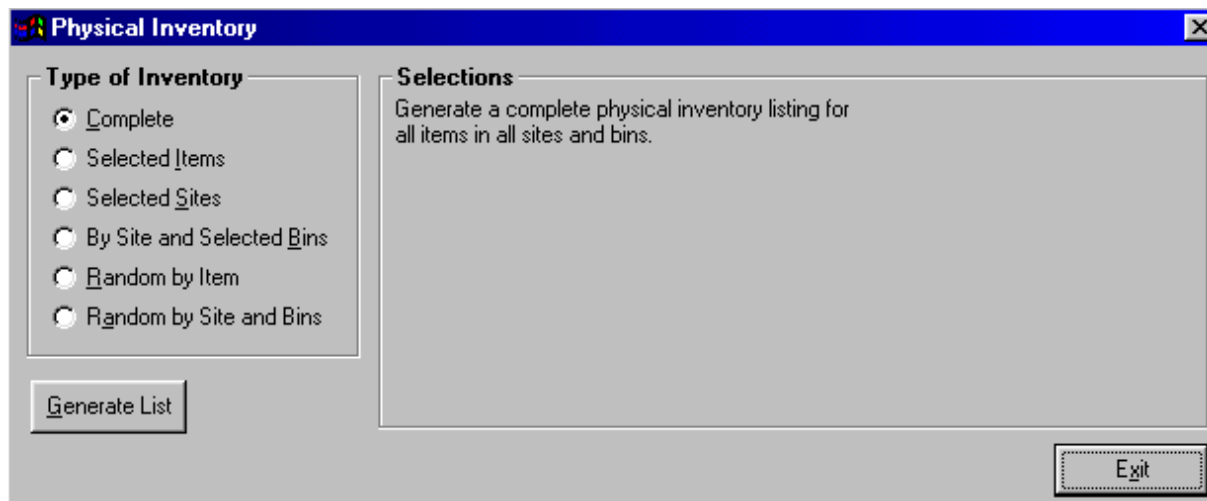 Physical Inventory
Type of Inventory
Complete
Selected Items
Selected Sites
By Site and Selected Bins
Random by Item
Random by Site and Bins
Generate List
Selections
Generate a complete physical inventory listing for
all items in all sites and bins.
Exit